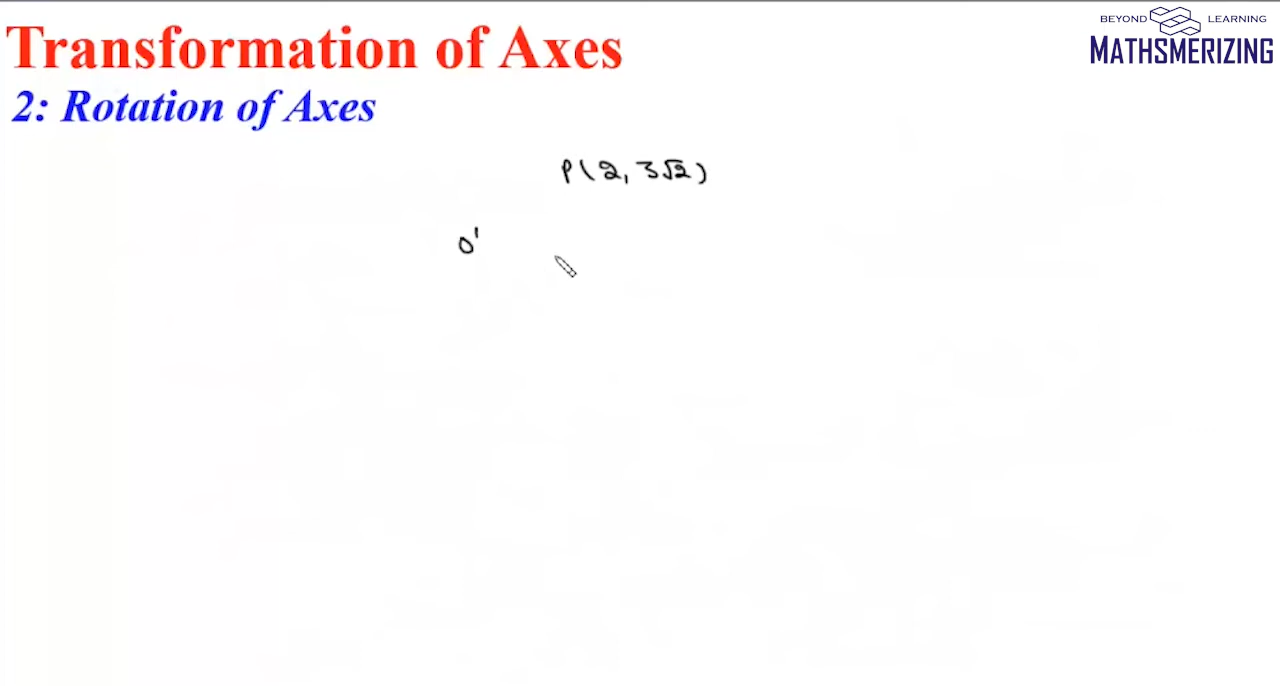 BEYOND LEARNING
MATHSMERIZING
Transformation of Axes
2: Rotation of Axes
P(2, 3√2)
O'